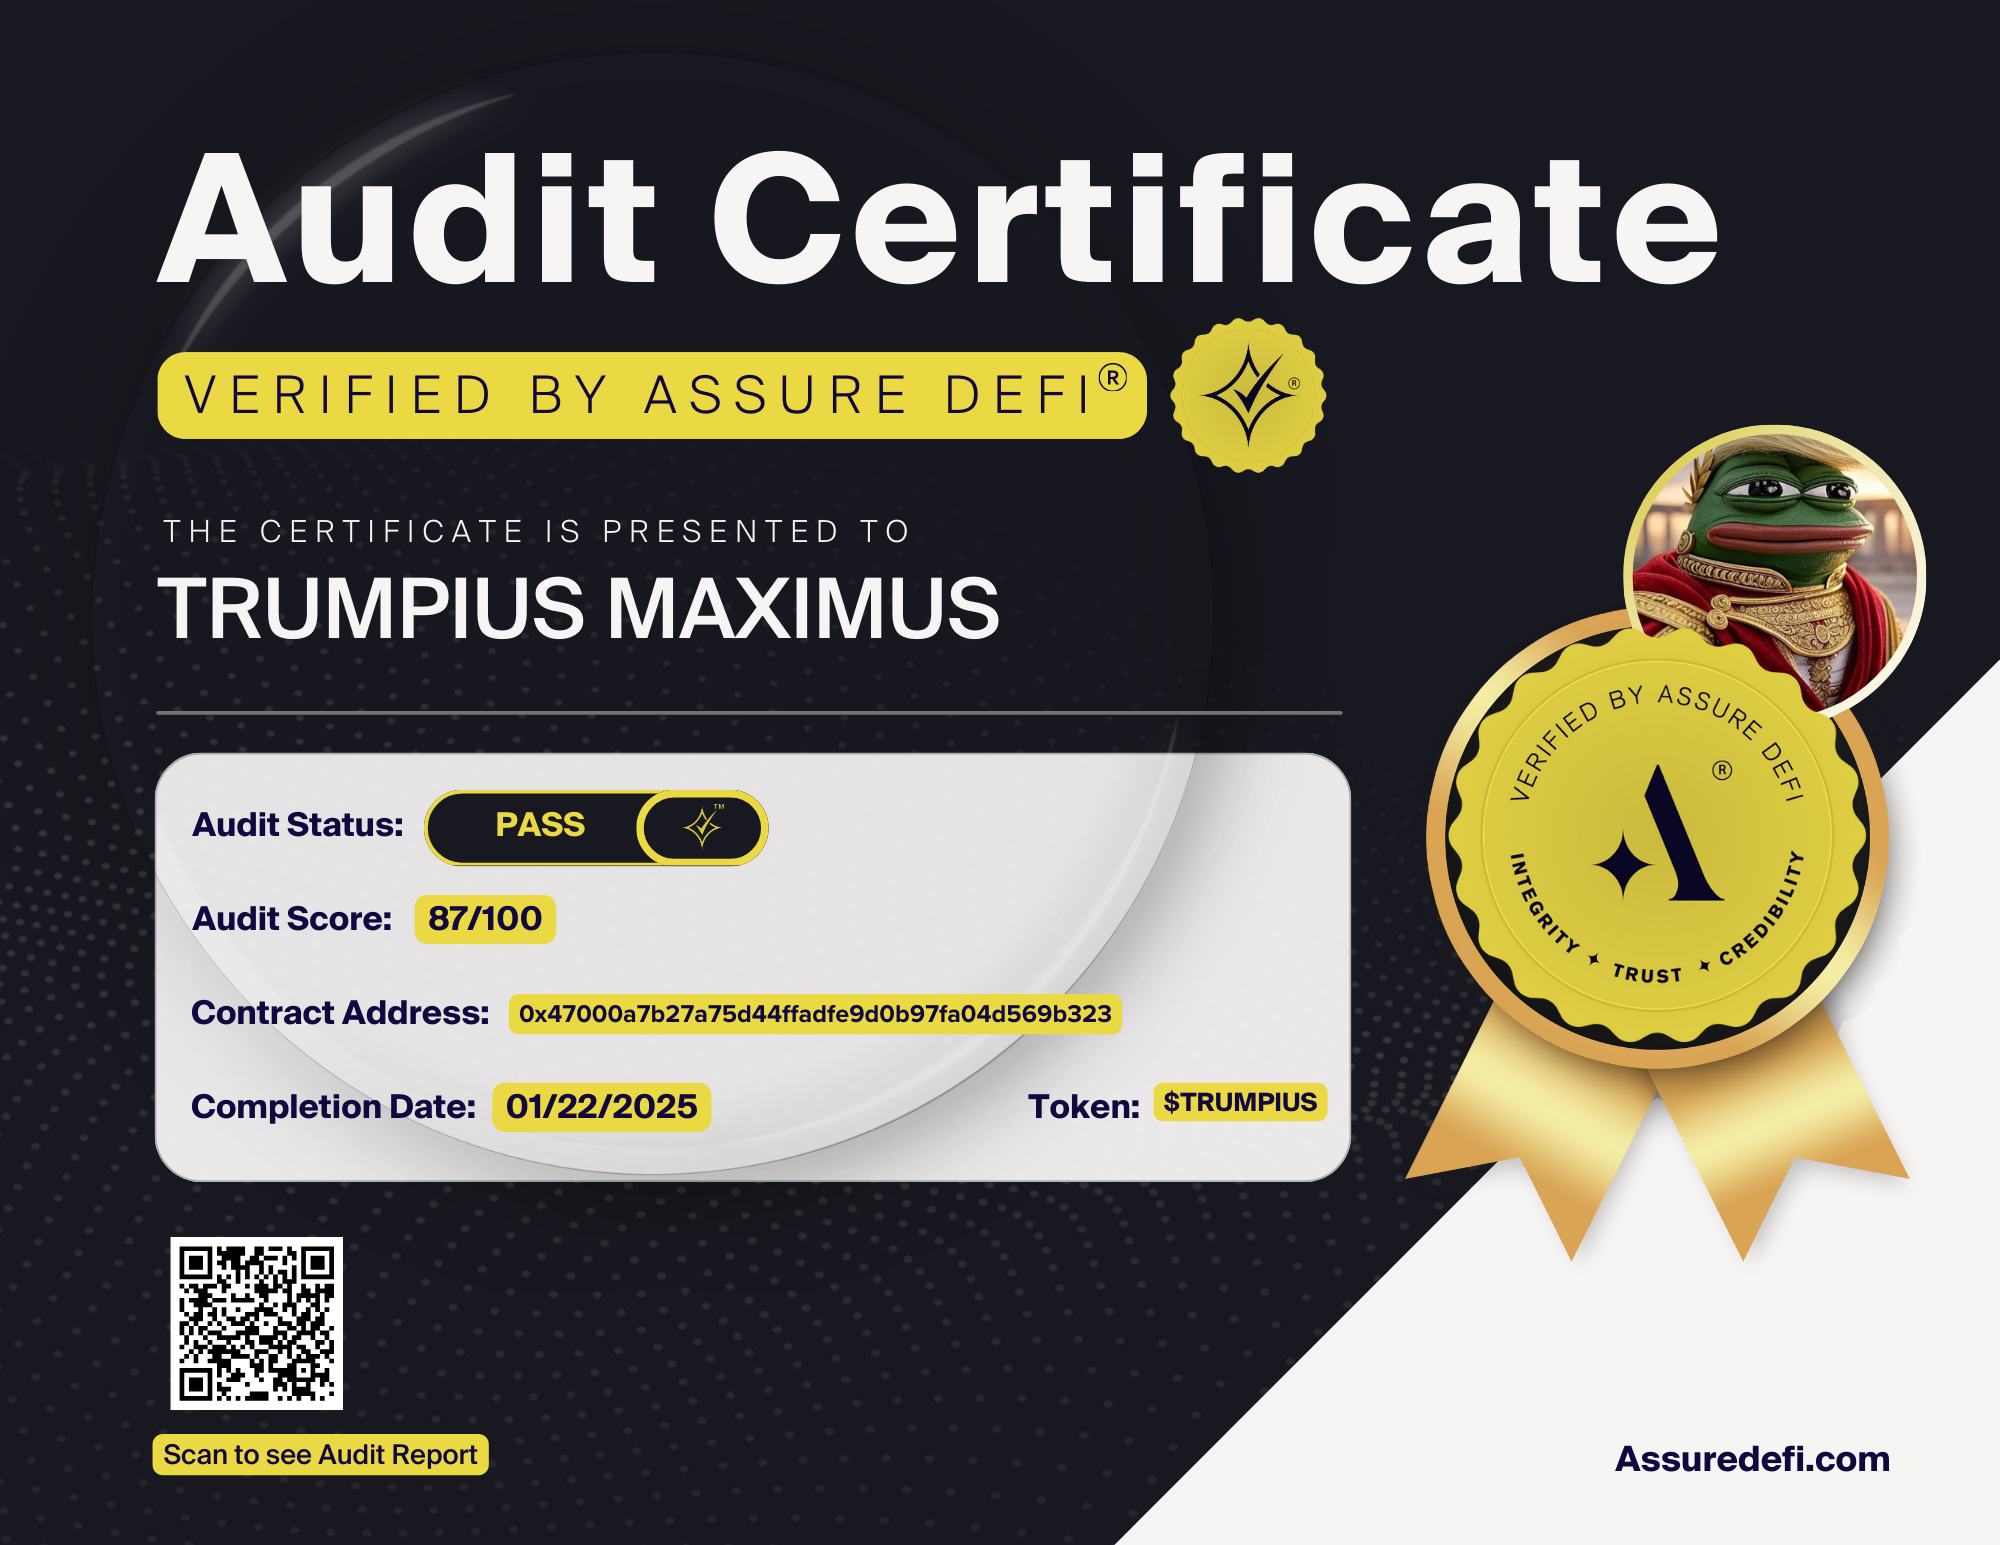 Audit Certificate
VERIFIED BY ASSURE DEFI®
®
THE CERTIFICATE IS PRESENTED TO
TRUMPIUS MAXIMUS
VERIFIED BY ASSURE DEFI
®
INTEGRITY ✦ TRUST ✦ CREDIBILITY
Audit Status: PASS ™
Audit Score: 87/100
Contract Address: 0x47000a7b27a75d44ffadfe9d0b97fa04d569b323
Completion Date: 01/22/2025 Token: $TRUMPIUS
Scan to see Audit Report
Assuredefi.com